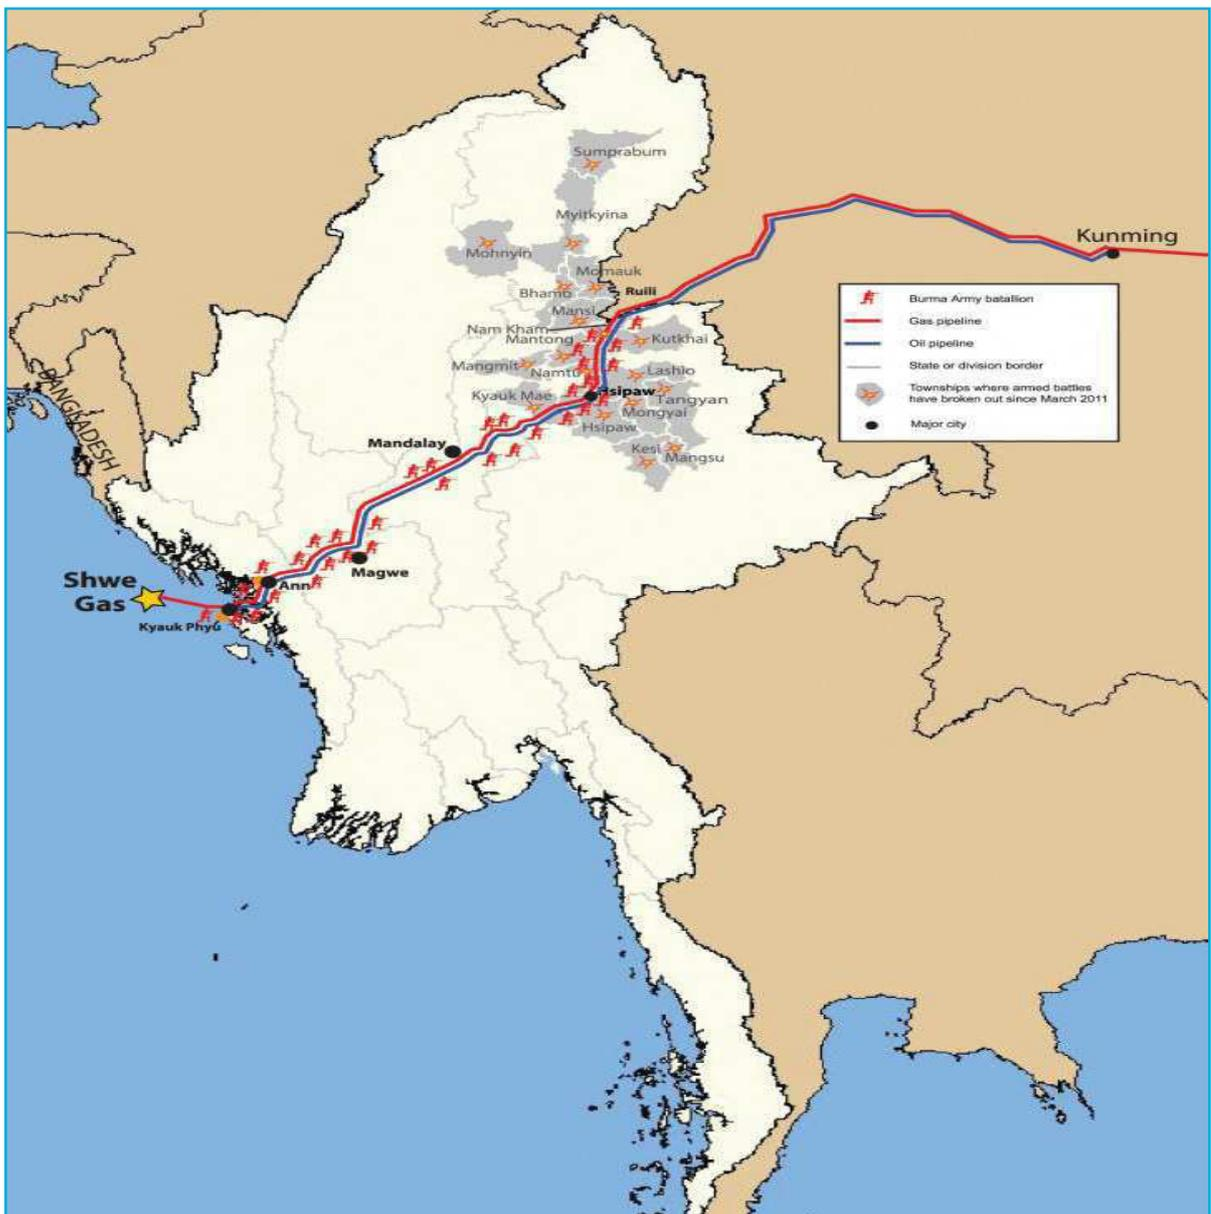 Sumprabum
Myitkyina
Mohnyin
Kunming
Momauk
Bhamo
Ruili
Mansi
Nam Kham
Mantong
Kutkhai
Mangmit
Namtu
Lashio
Kyauk Mae
Hsipaw
Tangyan
Mongyai
Hsipaw
Kesi
Mangsu
Mandalay
BANGLADESH
Magwe
Ann
Shwe
Gas
Kyauk Phyu
Burma Army batallion
Gas pipeline
Oil pipeline
State or division border
Townships where armed battles
have broken out since March 2011
Major city